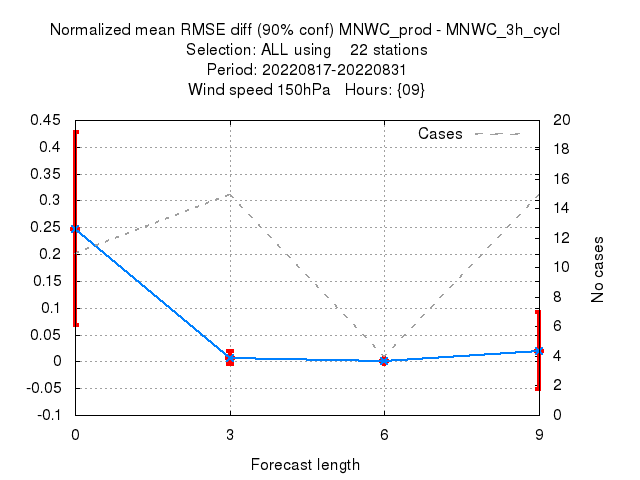 Normalized mean RMSE diff (90% conf) MNWC_prod - MNWC_3h_cycl
Selection: ALL using    22 stations
Period: 20220817-20220831
Wind speed 150hPa   Hours: {09}
Cases
0.45
0.4
0.35
0.3
0.25
0.2
0.15
0.1
0.05
0
-0.05
-0.1
20
18
16
14
12
10
8
6
4
2
0
No cases
0 3 6 9
Forecast length